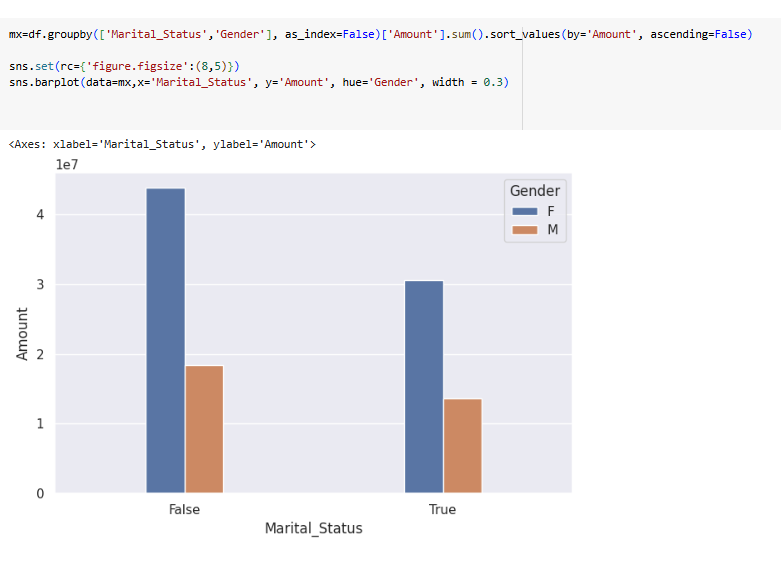 mx=df.groupby(['Marital_Status','Gender'], as_index=False)['Amount'].sum().sort_values(by='Amount', ascending=False)
sns.set(rc={'figure.figsize':(8,5)})
sns.barplot(data=mx,x='Marital_Status', y='Amount', hue='Gender', width = 0.3)
<Axes: xlabel='Marital_Status', ylabel='Amount'>
1e7
Gender
F
M
4
3
2
1
0
Amount
False
True
Marital_Status